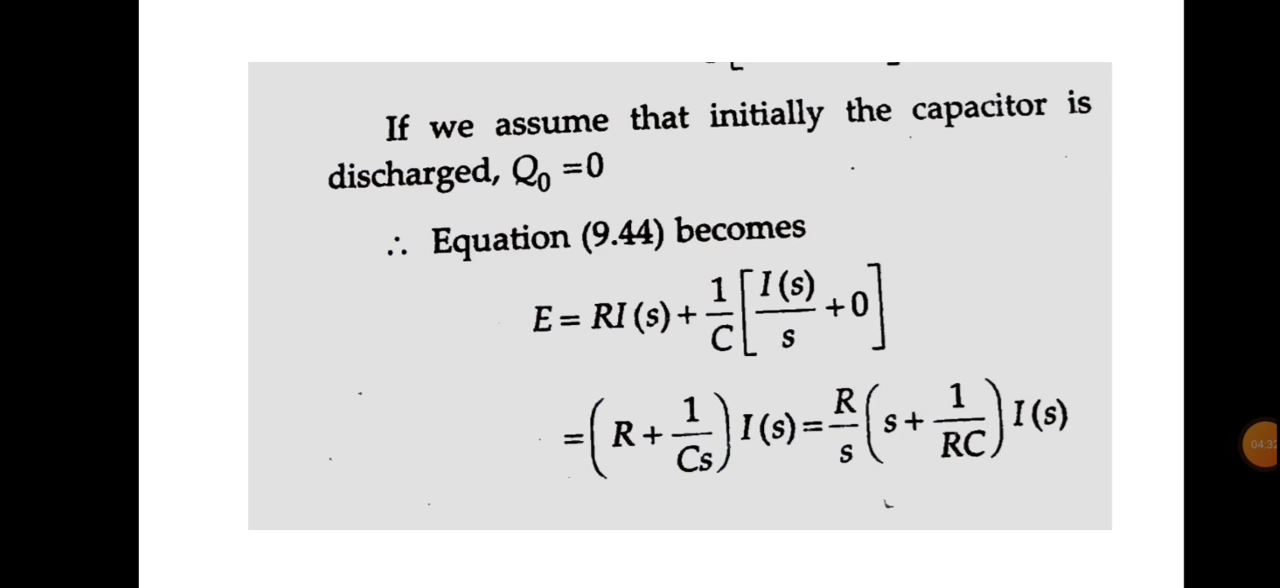 If we assume that initially the capacitor is
discharged, Q₀ =0
∴ Equation (9.44) becomes
E = RI (s) + 1/C [ I (s)/s + 0 ]
= ( R + 1/Cs ) I (s) = R/s ( s + 1/RC ) I (s)